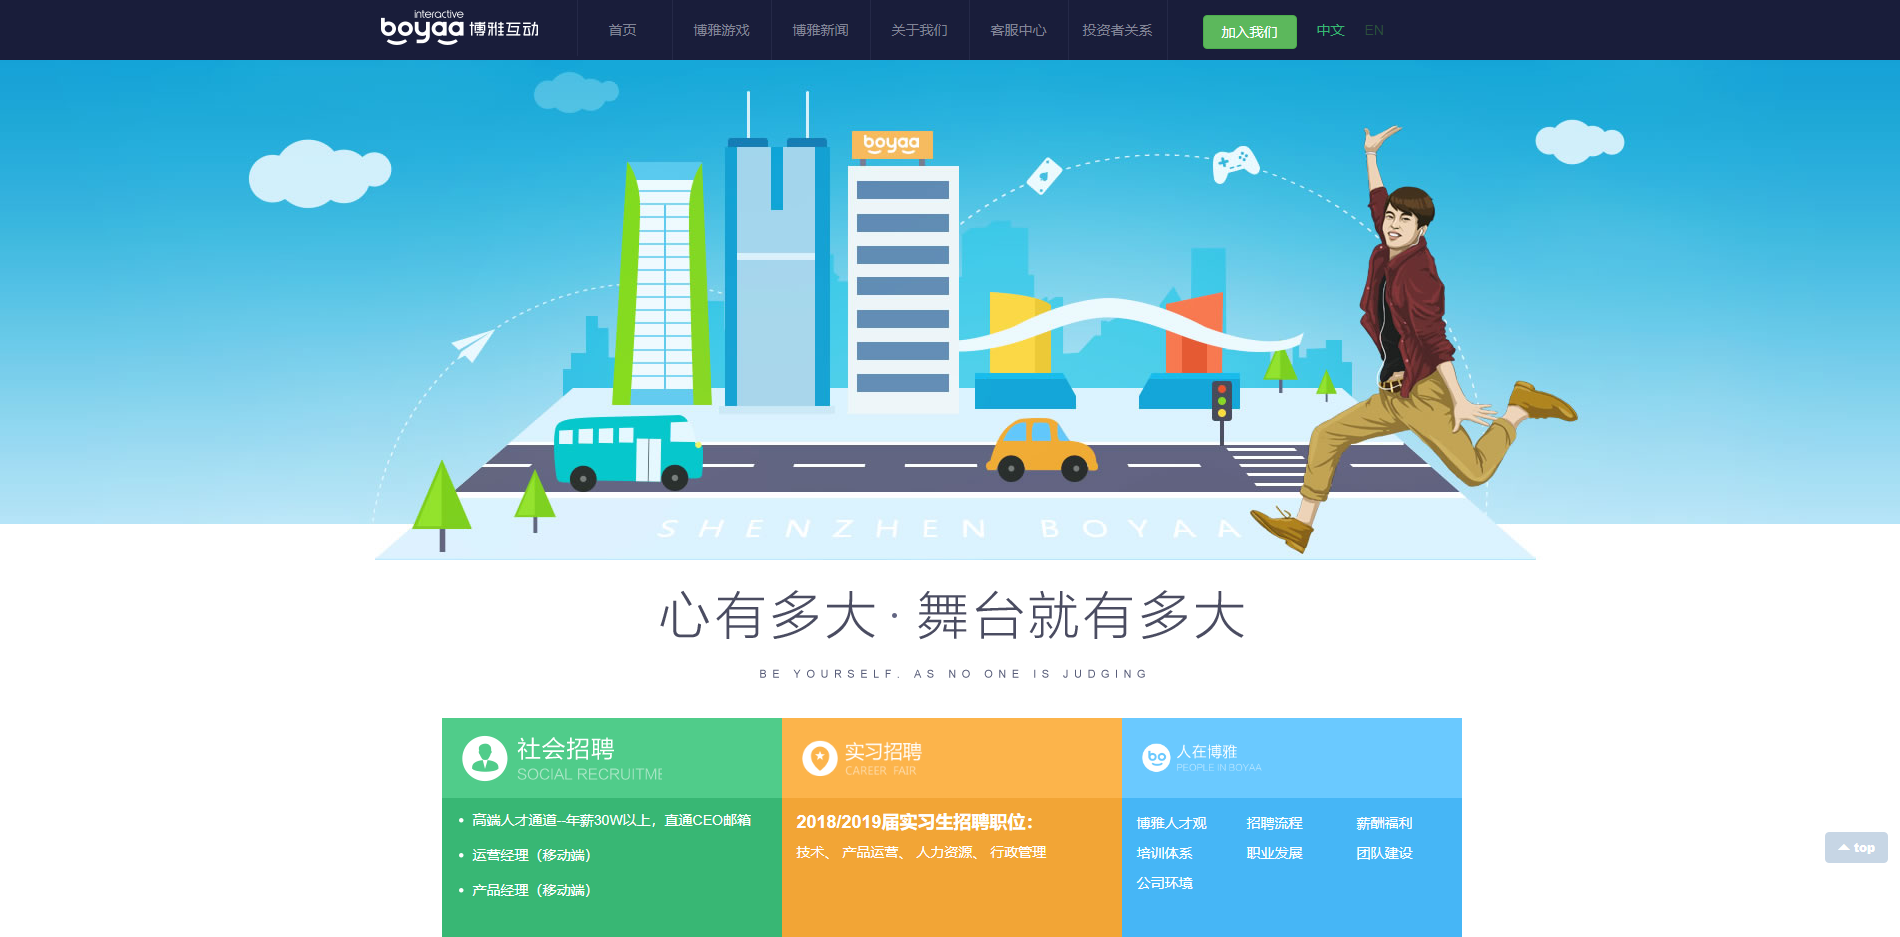 interactive
boyaa 博雅互动
首页
博雅游戏
博雅新闻
关于我们
客服中心
投资者关系
加入我们
中文
EN
boyaa
SHENZHEN BOYAA
心有多大·舞台就有多大
BE YOURSELF. AS NO ONE IS JUDGING
社会招聘
SOCIAL RECRUITME
• 高端人才通道--年薪30W以上，直通CEO邮箱
• 运营经理（移动端）
• 产品经理（移动端）
实习招聘
CAREER FAIR
2018/2019届实习生招聘职位：
技术、 产品运营、 人力资源、 行政管理
bo
人在博雅
PEOPLE IN BOYAA
博雅人才观 招聘流程 薪酬福利
培训体系 职业发展 团队建设
公司环境
top